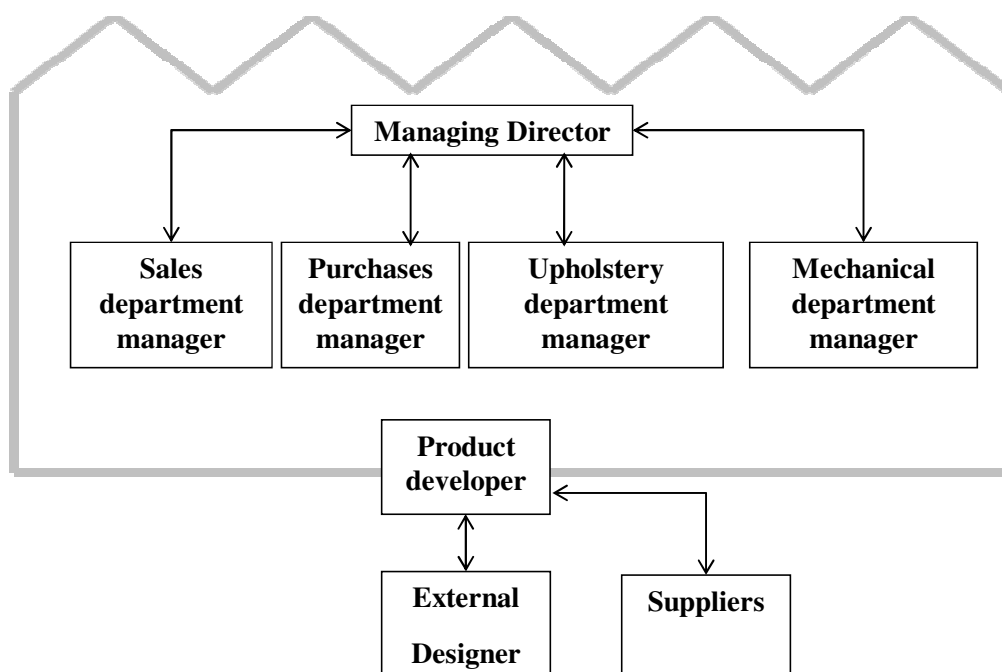 Managing Director
Sales
department
manager
Purchases
department
manager
Upholstery
department
manager
Mechanical
department
manager
Product
developer
External
Designer
Suppliers